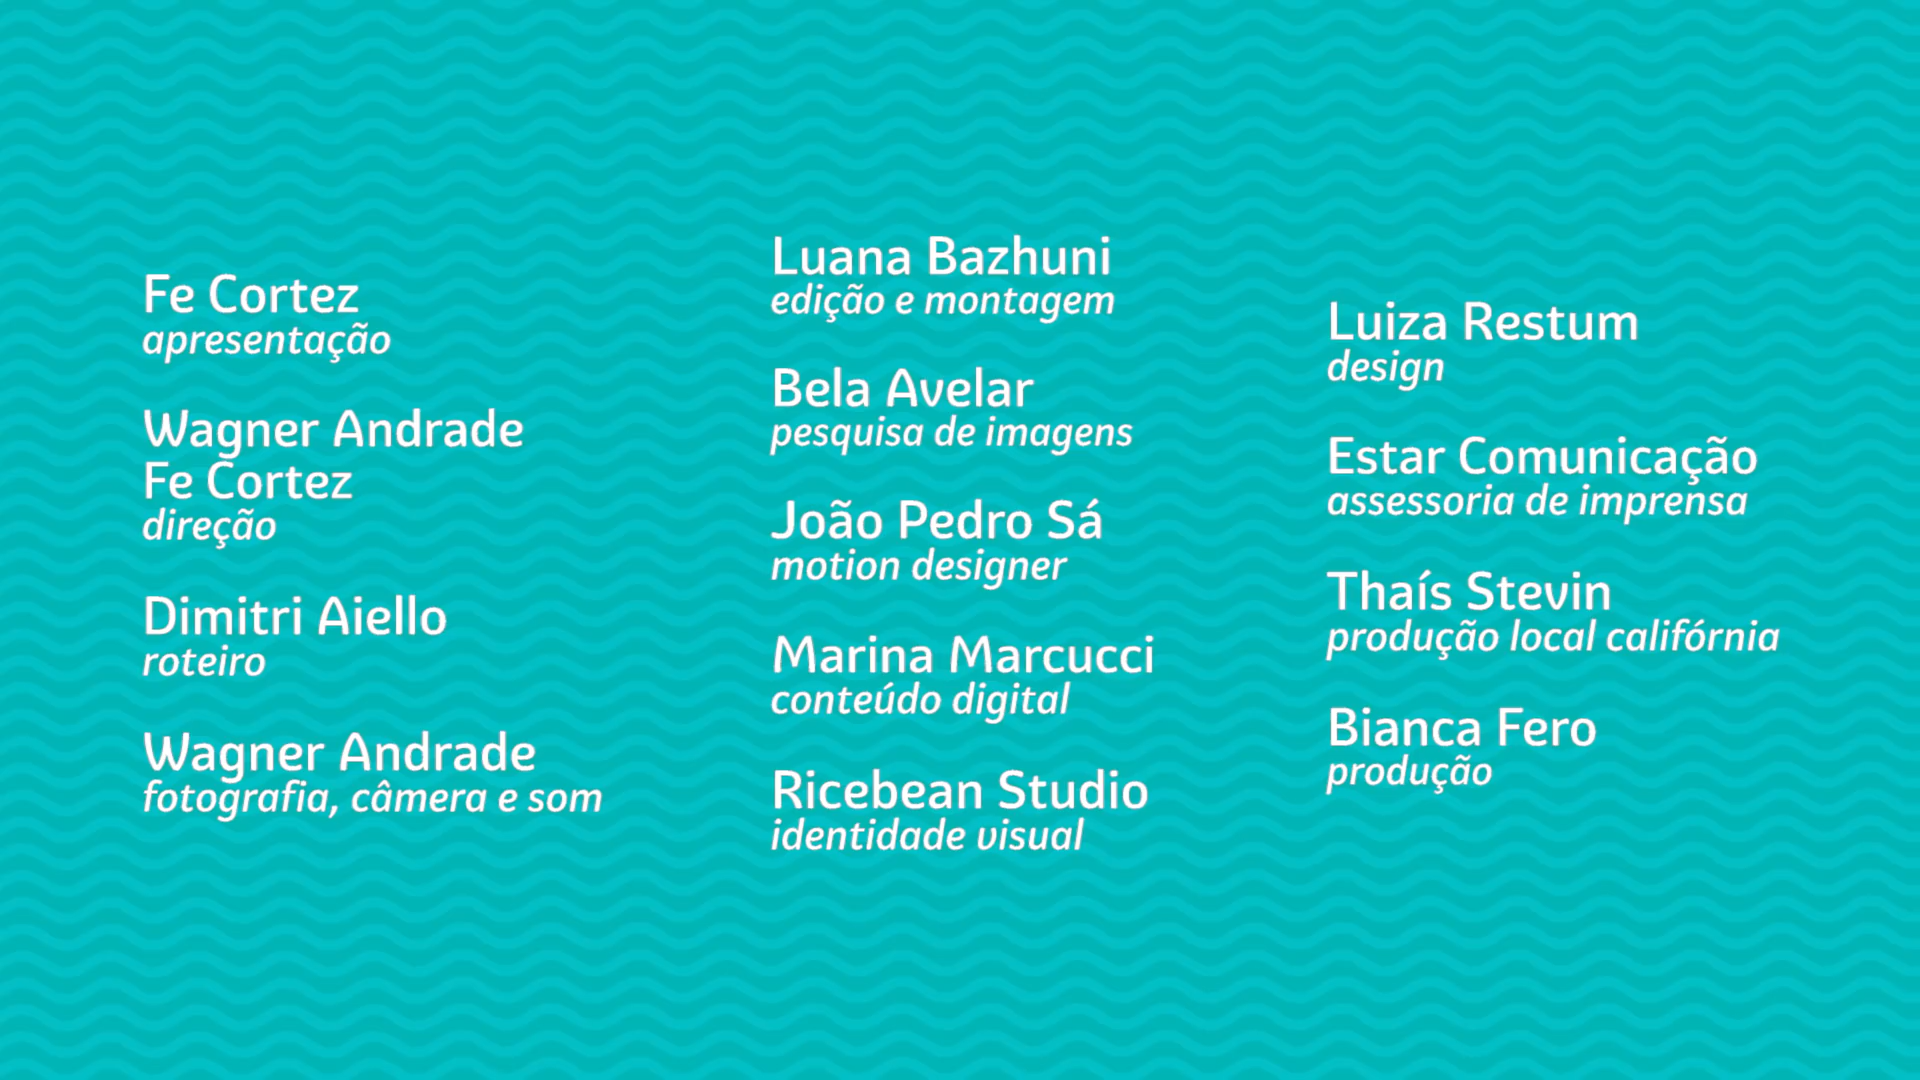 Fe Cortez
apresentação
Wagner Andrade
Fe Cortez
direção
Dimitri Aiello
roteiro
Wagner Andrade
fotografia, câmera e som
Luana Bazhuni
edição e montagem
Bela Avelar
pesquisa de imagens
João Pedro Sá
motion designer
Marina Marcucci
conteúdo digital
Ricebean Studio
identidade visual
Luiza Restum
design
Estar Comunicação
assessoria de imprensa
Thaís Stevin
produção local califórnia
Bianca Fero
produção